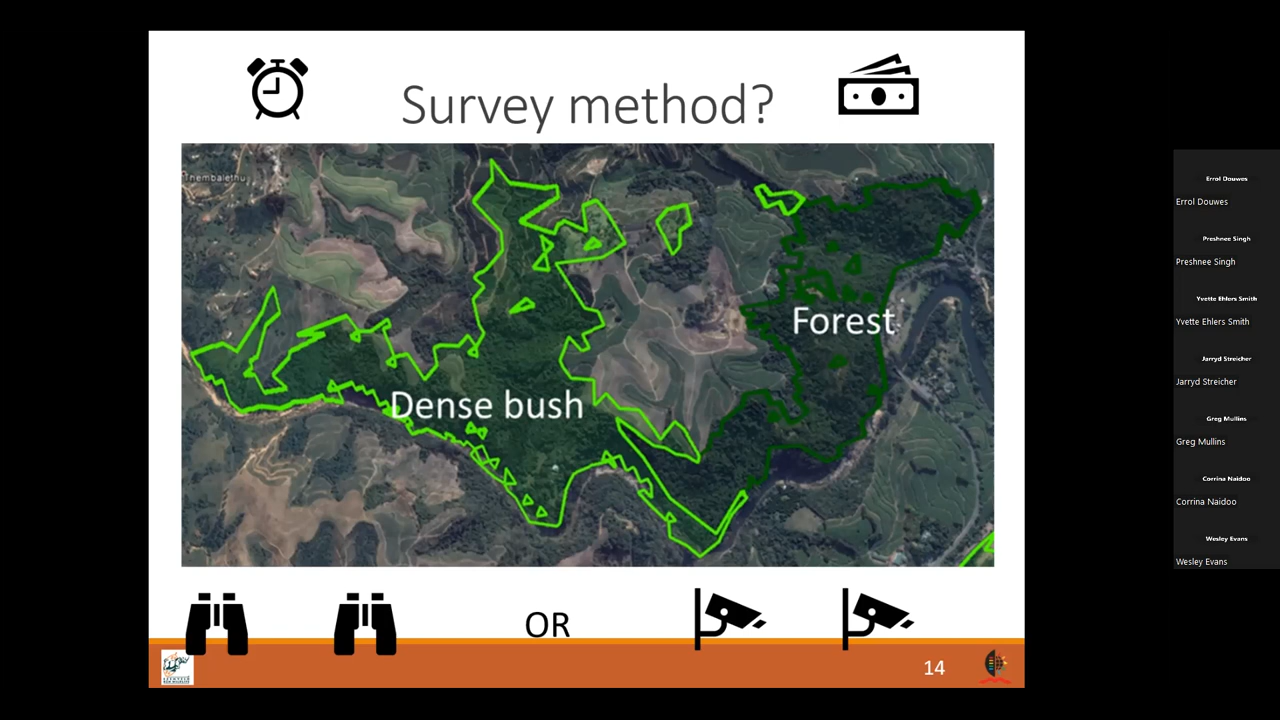 Survey method?
Thembalethu
Forest
Dense bush
OR
14
Errol Douwes
Errol Douwes
Preshnee Singh
Preshnee Singh
Yvette Ehlers Smith
Yvette Ehlers Smith
Jarryd Streicher
Jarryd Streicher
Greg Mullins
Greg Mullins
Corrina Naidoo
Corrina Naidoo
Wesley Evans
Wesley Evans